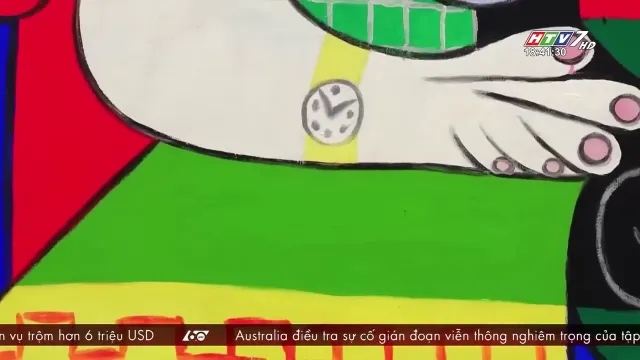 HTV7 HD
18:41:30
n vụ trộm hơn 6 triệu USD
60 Australia điều tra sự cố gián đoạn viễn thông nghiêm trọng của tập